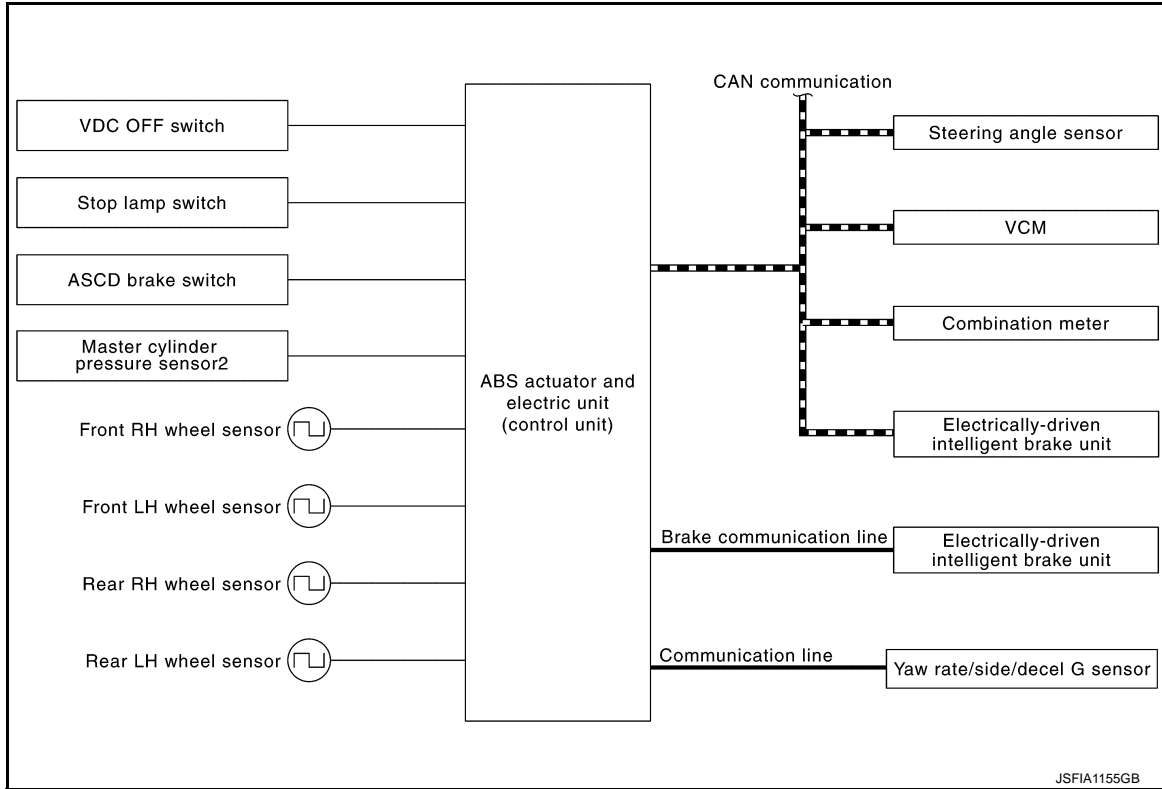 CAN communication
VDC OFF switch
Steering angle sensor
Stop lamp switch
VCM
ASCD brake switch
Combination meter
Master cylinder
pressure sensor2
ABS actuator and
electric unit
(control unit)
Front RH wheel sensor
Electrically-driven
intelligent brake unit
Front LH wheel sensor
Brake communication line
Electrically-driven
intelligent brake unit
Rear RH wheel sensor
Rear LH wheel sensor
Communication line
Yaw rate/side/decel G sensor
JSFIA1155GB